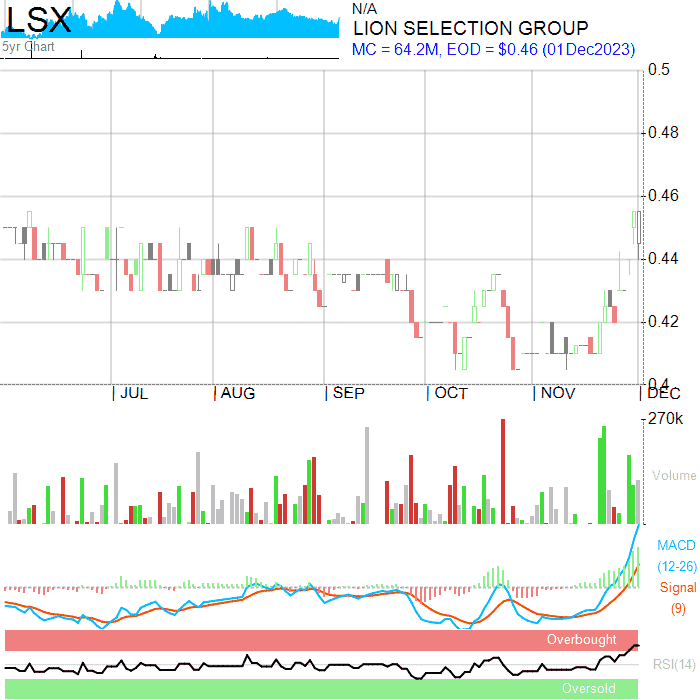 LSX
5yr Chart
N/A
LION SELECTION GROUP
MC = 64.2M, EOD = $0.46 (01Dec2023)
0.5
0.48
0.46
0.44
0.42
0.4
JUL
AUG
SEP
OCT
NOV
DEC
270k
Volume
MACD
(12-26)
Signal
(9)
Overbought
RSI(14)
Oversold